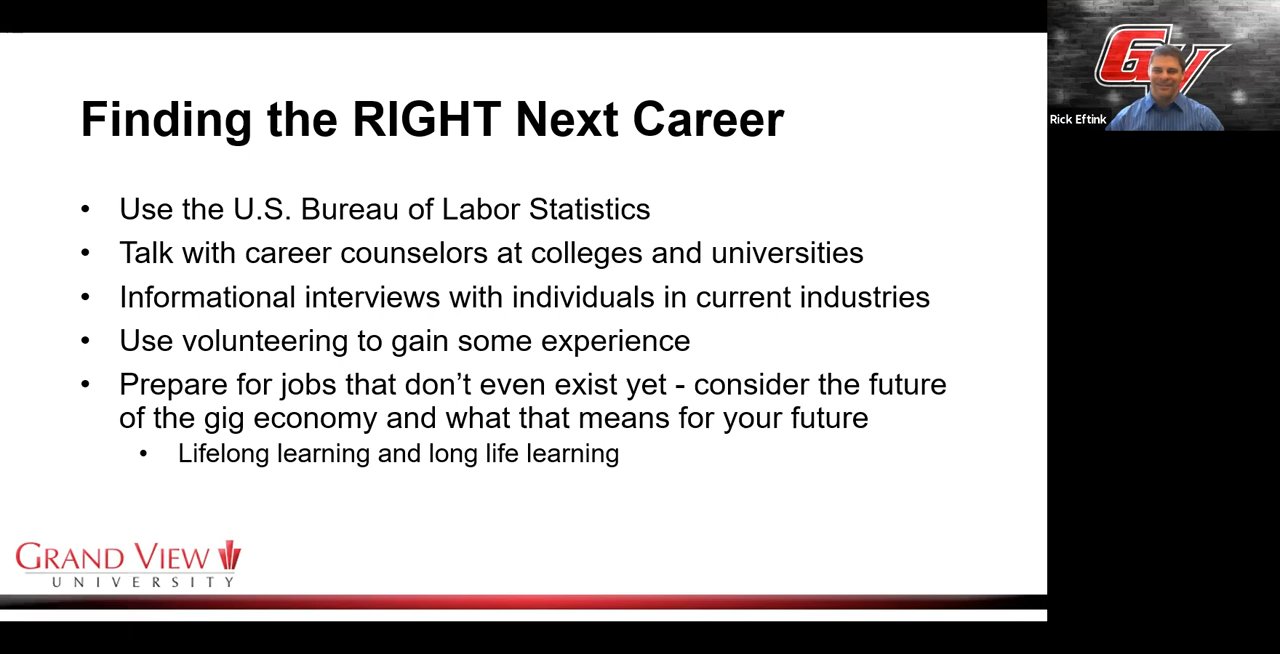 Finding the RIGHT Next Career
• Use the U.S. Bureau of Labor Statistics
• Talk with career counselors at colleges and universities
• Informational interviews with individuals in current industries
• Use volunteering to gain some experience
• Prepare for jobs that don’t even exist yet - consider the future
of the gig economy and what that means for your future
• Lifelong learning and long life learning
GRAND VIEW
UNIVERSITY
GV
Rick Eftink